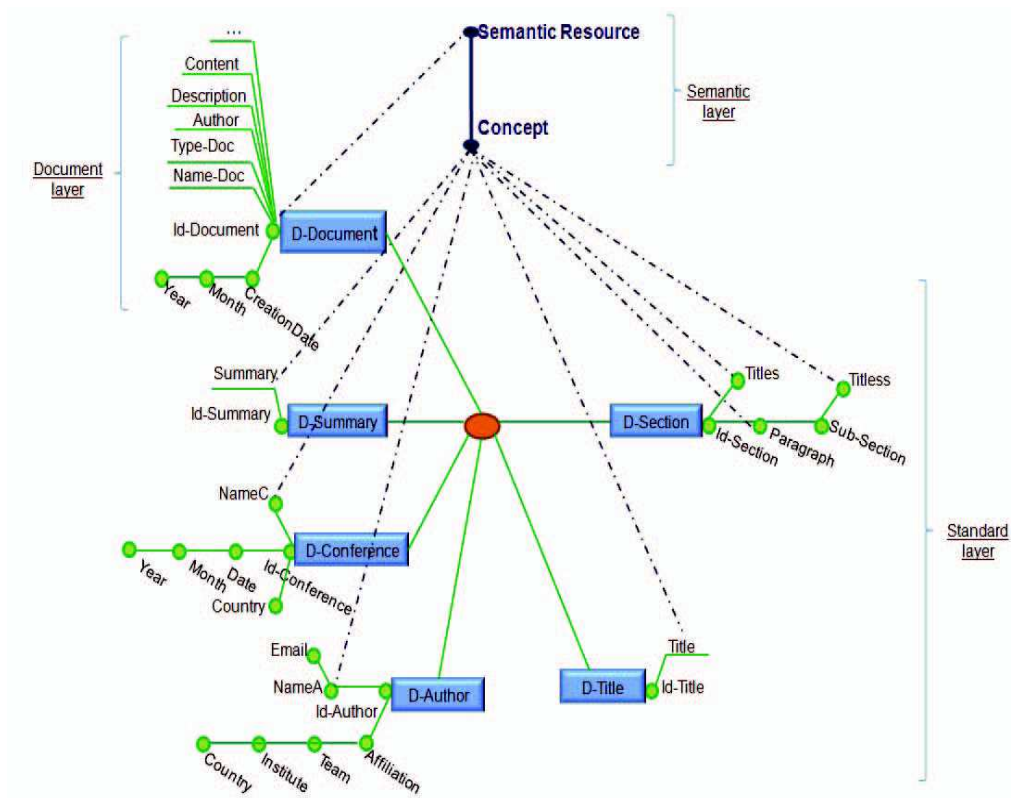 ...
Semantic Resource
Content
Description
Author
Type-Doc
Name-Doc
Id-Document
D-Document
Year
Month
CreationDate
Document
layer
Concept
Semantic
layer
Summary
Id-Summary
D-Summary
D-Section
Titles
Titless
Id-Section
Paragraph
Sub-Section
NameC
D-Conference
Year
Month
Date
Id-Conference
Country
Standard
layer
Email
NameA
Id-Author
D-Author
Country
Institute
Team
Affiliation
Title
D-Title
Id-Title